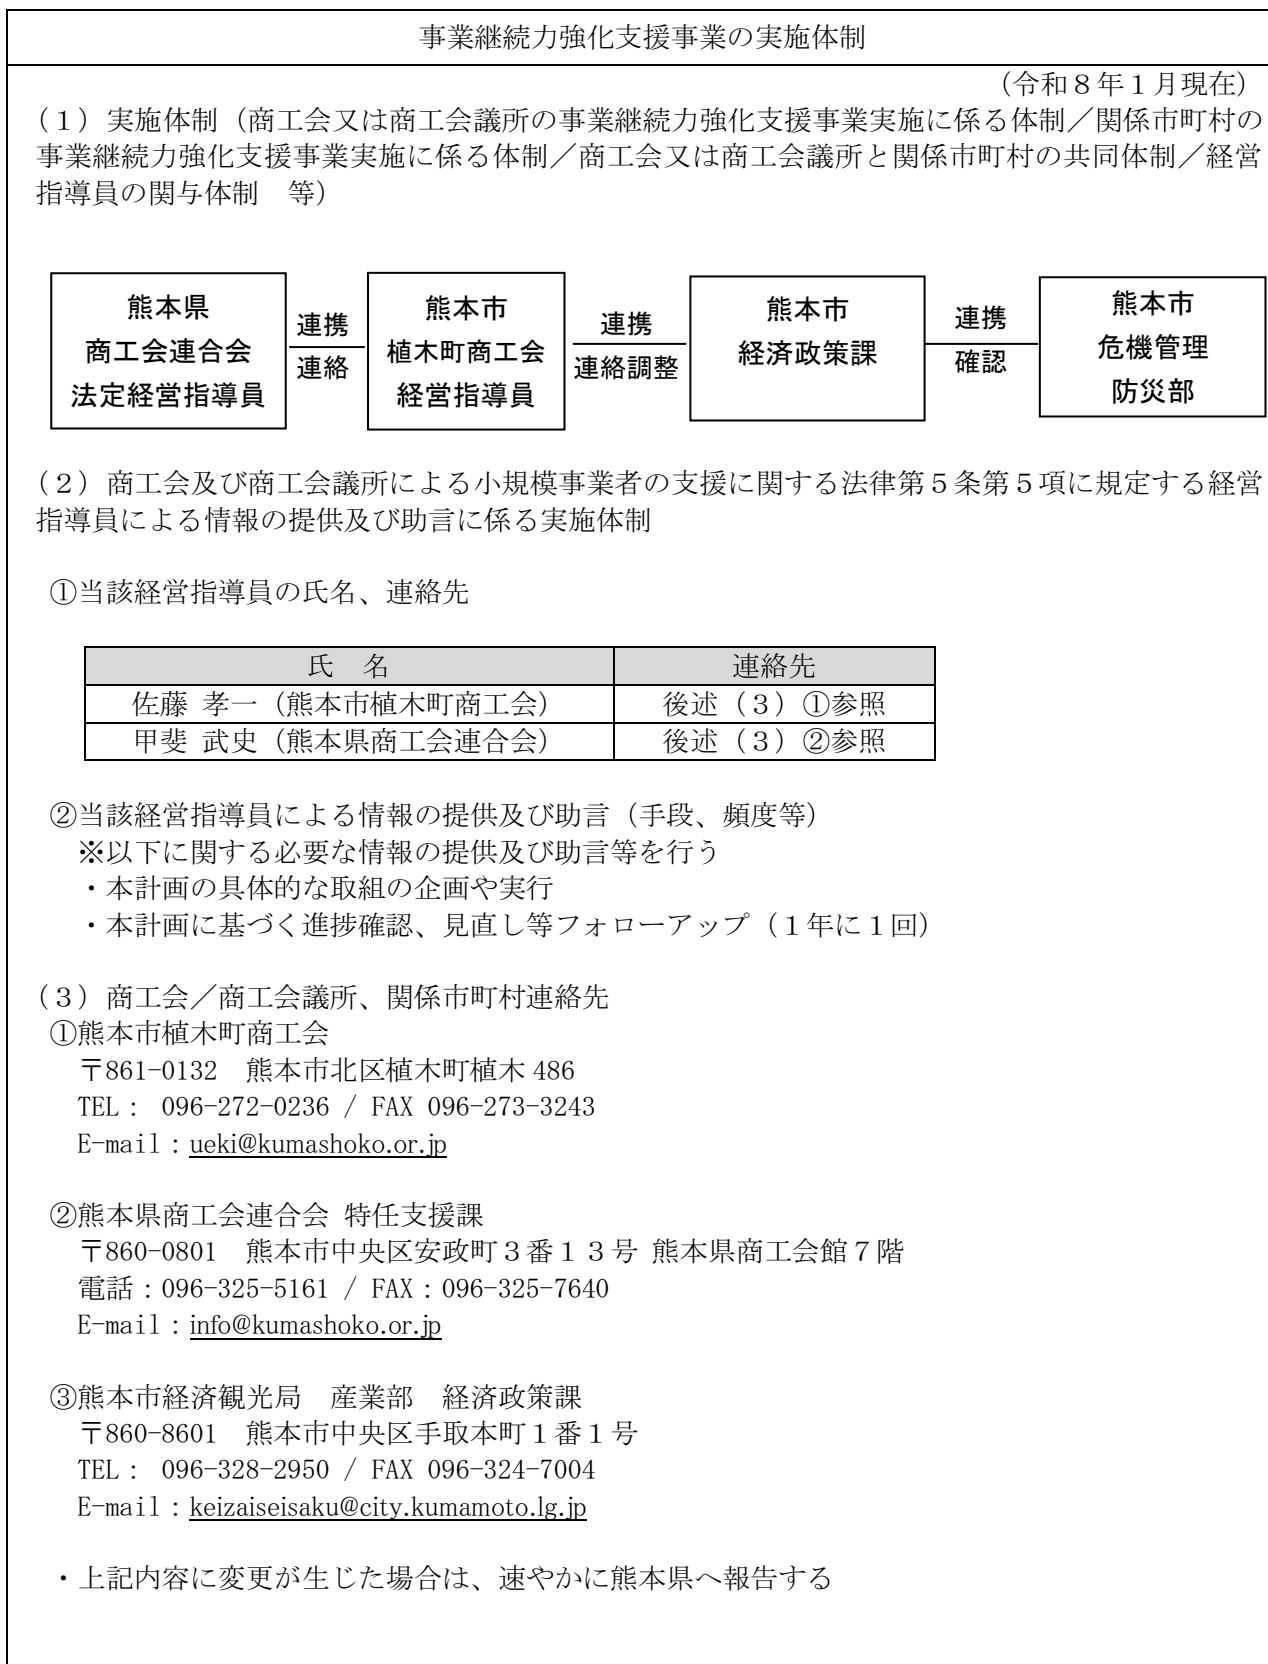 事業継続力強化支援事業の実施体制
（令和８年１月現在）
（１）実施体制（商工会又は商工会議所の事業継続力強化支援事業実施に係る体制／関係市町村の
事業継続力強化支援事業実施に係る体制／商工会又は商工会議所と関係市町村の共同体制／経営
指導員の関与体制　等）
熊本県
商工会連合会
法定経営指導員
連携
連絡
熊本市
植木町商工会
経営指導員
連携
連絡調整
熊本市
経済政策課
連携
確認
熊本市
危機管理
防災部
（２）商工会及び商工会議所による小規模事業者の支援に関する法律第５条第５項に規定する経営
指導員による情報の提供及び助言に係る実施体制
①当該経営指導員の氏名、連絡先
氏　名　連絡先
佐藤 孝一（熊本市植木町商工会）　後述（３）①参照
甲斐 武史（熊本県商工会連合会）　後述（３）②参照
②当該経営指導員による情報の提供及び助言（手段、頻度等）
※以下に関する必要な情報の提供及び助言等を行う
・本計画の具体的な取組の企画や実行
・本計画に基づく進捗確認、見直し等フォローアップ（１年に１回）
（３）商工会／商工会議所、関係市町村連絡先
①熊本市植木町商工会
〒861-0132　熊本市北区植木町植木 486
TEL： 096-272-0236 / FAX 096-273-3243
E-mail：ueki@kumashoko.or.jp
②熊本県商工会連合会 特任支援課
〒860-0801　熊本市中央区安政町３番１３号 熊本県商工会館７階
電話：096-325-5161 / FAX：096-325-7640
E-mail：info@kumashoko.or.jp
③熊本市経済観光局　産業部　経済政策課
〒860-8601　熊本市中央区手取本町１番１号
TEL： 096-328-2950 / FAX 096-324-7004
E-mail：keizaiseisaku@city.kumamoto.lg.jp
・上記内容に変更が生じた場合は、速やかに熊本県へ報告する